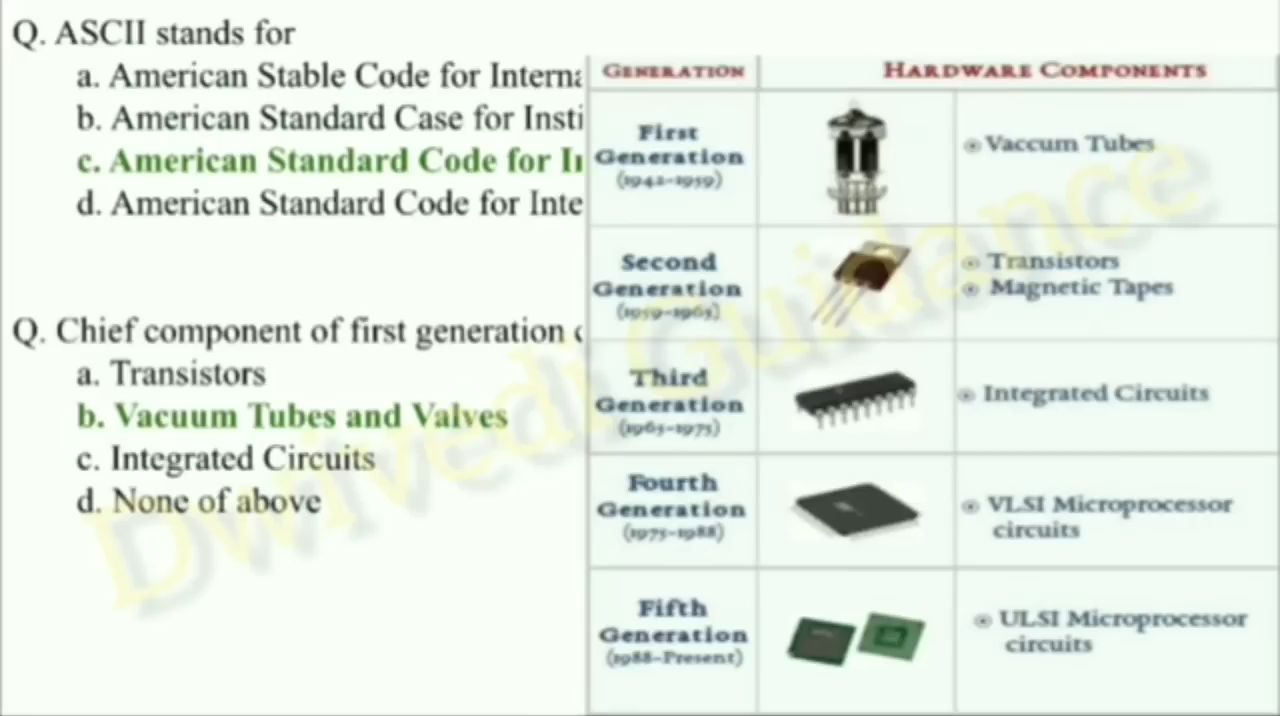 Q. ASCII stands for
a. American Stable Code for Interna
b. American Standard Case for Insti
c. American Standard Code for In
d. American Standard Code for Inte
Q. Chief component of first generation c
a. Transistors
b. Vacuum Tubes and Valves
c. Integrated Circuits
d. None of above
GENERATION HARDWARE COMPONENTS
First
Generation
(1942-1959)
Vaccum Tubes
Second
Generation
(1959-1965)
Transistors
Magnetic Tapes
Third
Generation
(1965-1975)
Integrated Circuits
Fourth
Generation
(1975-1988)
VLSI Microprocessor
circuits
Fifth
Generation
(1988-Present)
ULSI Microprocessor
circuits
Dwivedi Guidance